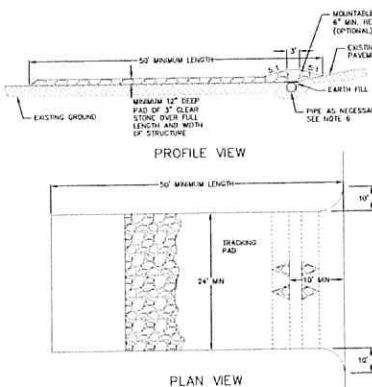 MOUNTABLE
6" MIN. HE
(OPTIONAL)
50' MINIMUM LENGTH
3'
5:1
5:1
EXISTIN
PAVEM
EARTH FILL
EXISTING GROUND
MINIMUM 12" DEEP
PAD OF 3" CLEAR
STONE OVER FULL
LENGTH AND WIDTH
OF STRUCTURE
PIPE AS NECESSA
SEE NOTE 6
PROFILE VIEW
50' MINIMUM LENGTH
10'
TRACKING
PAD
24' MIN
10' MIN
10'
PLAN VIEW